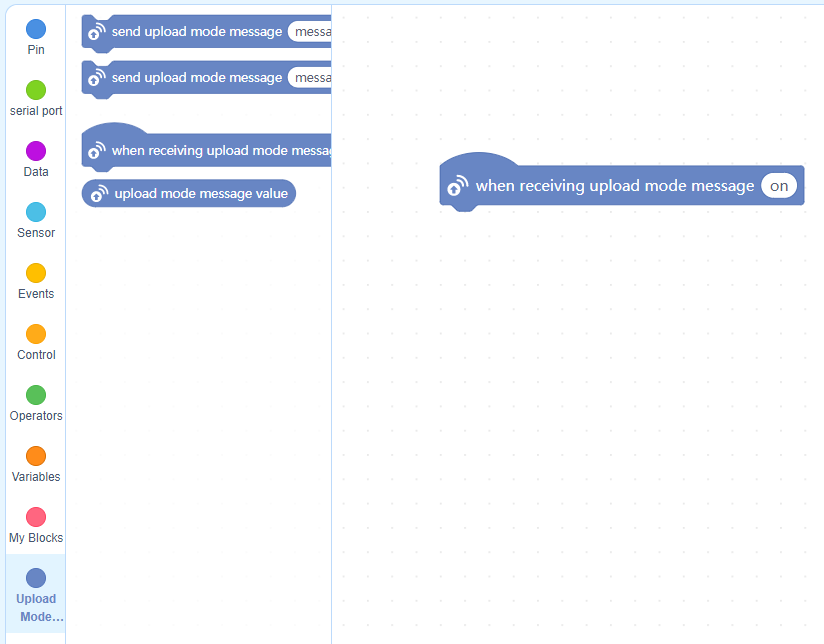 Pin
serial port
Data
Sensor
Events
Control
Operators
Variables
My Blocks
Upload
Mode...
send upload mode message messa
send upload mode message messa
when receiving upload mode messa
upload mode message value
when receiving upload mode message on